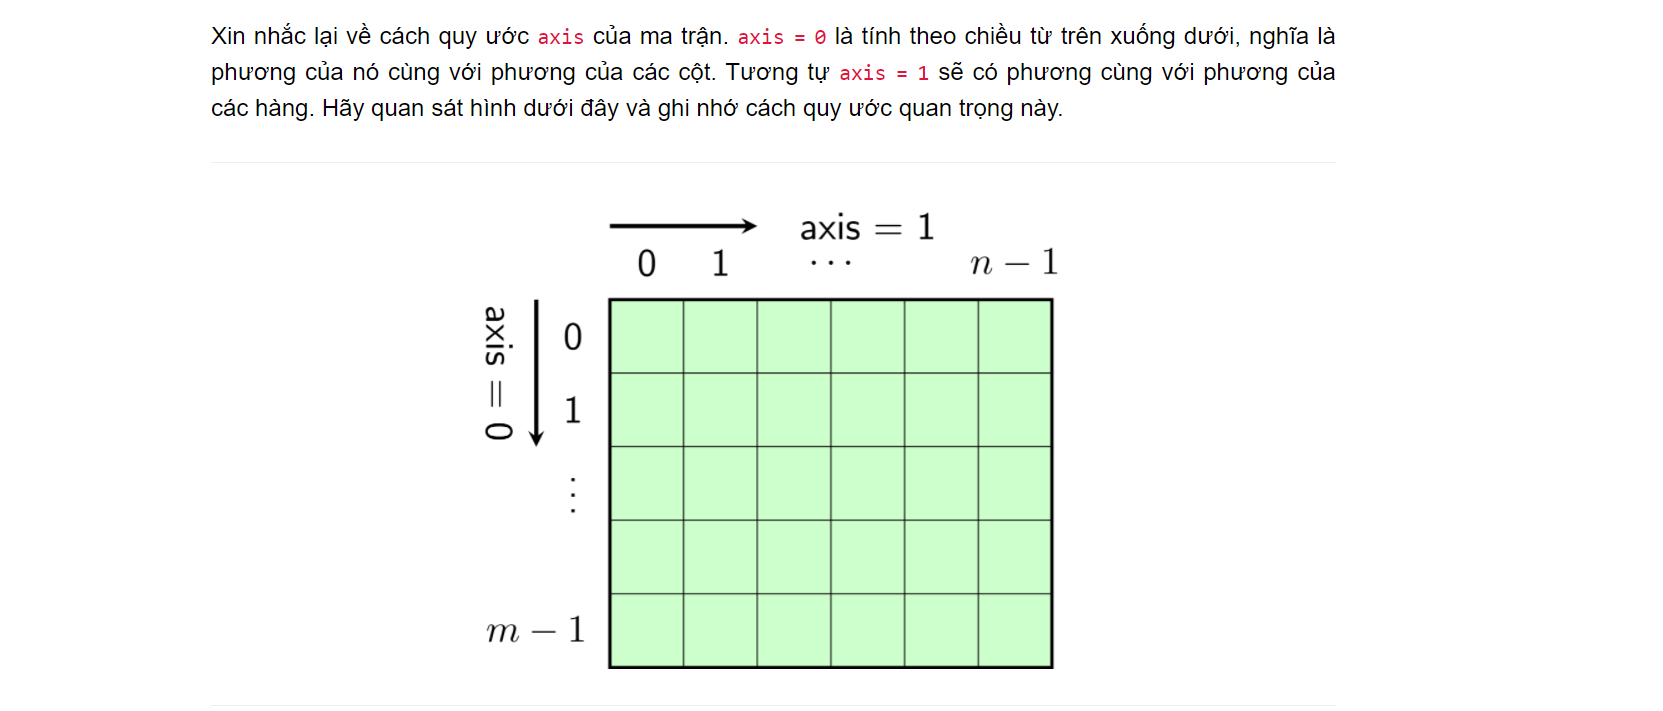 Xin nhắc lại về cách quy ước axis của ma trận. axis = 0 là tính theo chiều từ trên xuống dưới, nghĩa là
phương của nó cùng với phương của các cột. Tương tự axis = 1 sẽ có phương cùng với phương của
các hàng. Hãy quan sát hình dưới đây và ghi nhớ cách quy ước quan trọng này.
axis = 1
0 1 ⋯ n − 1
axis = 0
0
1
⋮
m − 1